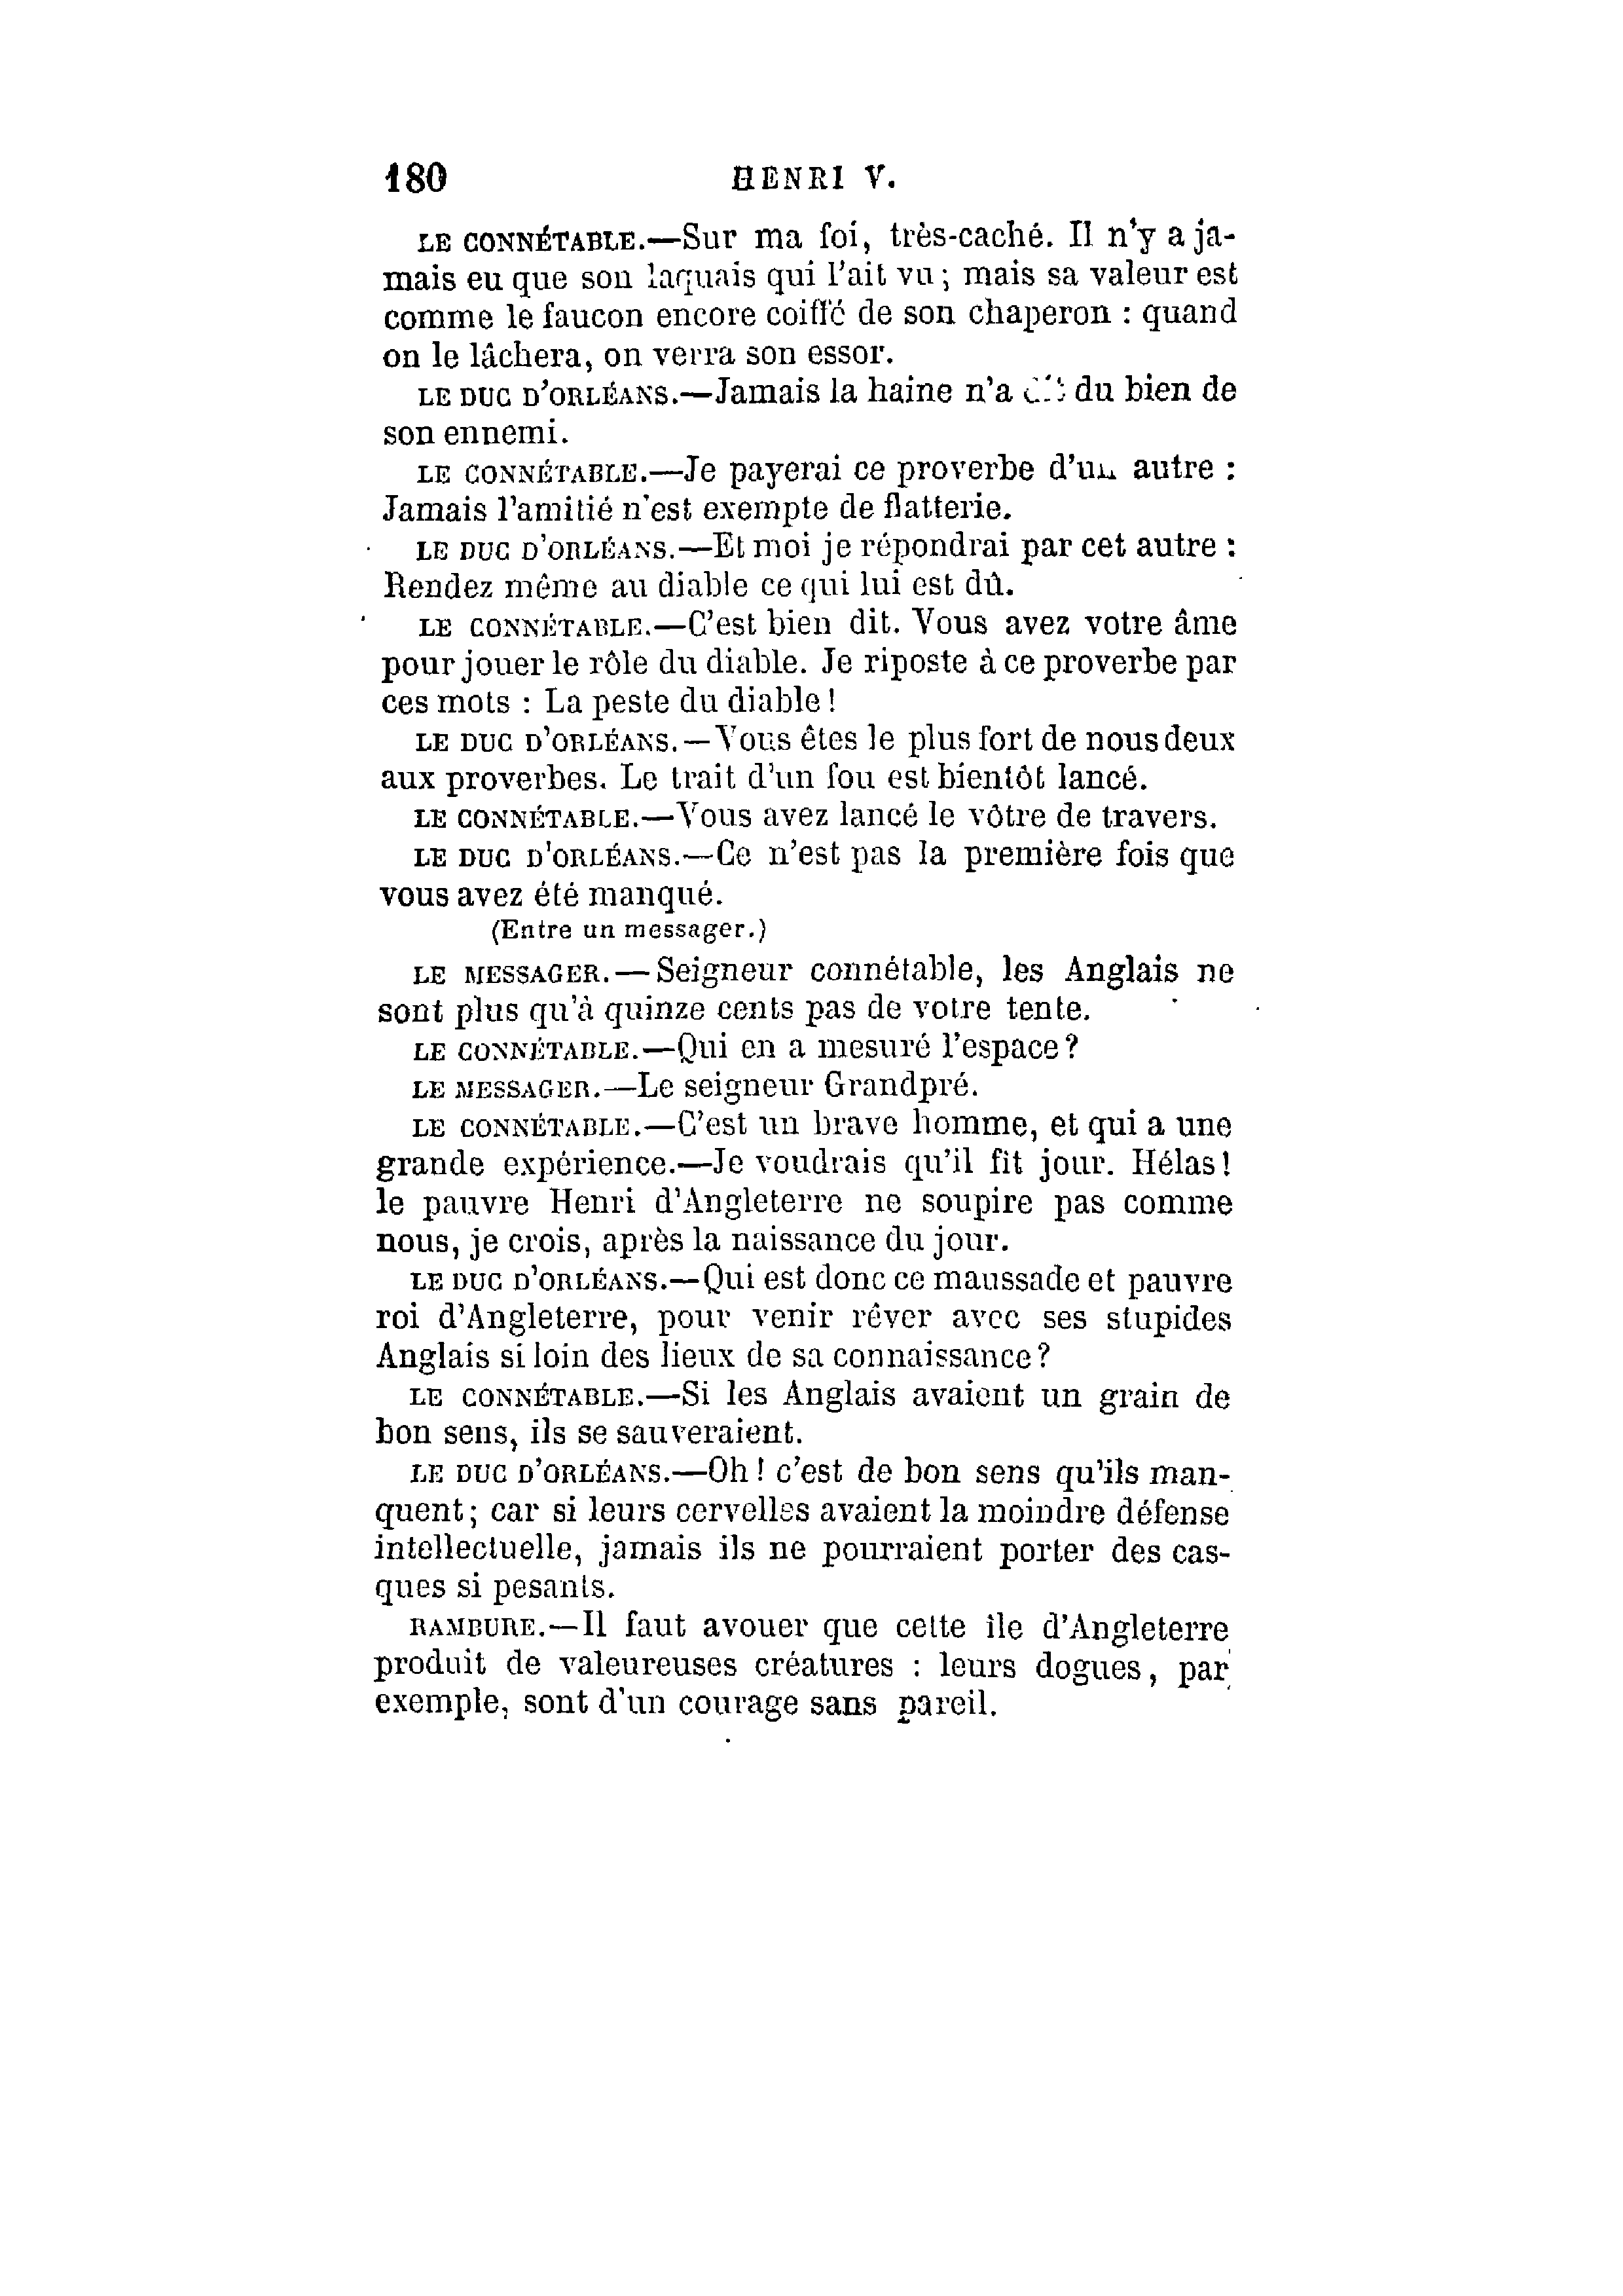 180 HENRI V.
LE CONNÉTABLE.—Sur ma foi, très-caché. Il n'y a ja-
mais eu que son laquais qui l'ait vu ; mais sa valeur est
comme le faucon encore coiffé de son chaperon : quand
on le lâchera, on verra son essor.
LE DUC D'ORLÉANS.—Jamais la haine n'a dit du bien de
son ennemi.
LE CONNÉTABLE.—Je payerai ce proverbe d'un autre :
Jamais l'amitié n'est exempte de flatterie.
LE DUC D'ORLÉANS.—Et moi je répondrai par cet autre :
Rendez même au diable ce qui lui est dû.
LE CONNÉTABLE.—C'est bien dit. Vous avez votre âme
pour jouer le rôle du diable. Je riposte à ce proverbe par
ces mots : La peste du diable !
LE DUC D'ORLÉANS.—Vous êtes le plus fort de nous deux
aux proverbes. Le trait d'un fou est bientôt lancé.
LE CONNÉTABLE.—Vous avez lancé le vôtre de travers.
LE DUC D'ORLÉANS.—Ce n'est pas la première fois que
vous avez été manqué.
(Entre un messager.)
LE MESSAGER.—Seigneur connétable, les Anglais ne
sont plus qu'à quinze cents pas de votre tente.
LE CONNÉTABLE.—Qui en a mesuré l'espace ?
LE MESSAGER.—Le seigneur Grandpré.
LE CONNÉTABLE.—C'est un brave homme, et qui a une
grande expérience.—Je voudrais qu'il fît jour. Hélas !
le pauvre Henri d'Angleterre ne soupire pas comme
nous, je crois, après la naissance du jour.
LE DUC D'ORLÉANS.—Qui est donc ce maussade et pauvre
roi d'Angleterre, pour venir rêver avec ses stupides
Anglais si loin des lieux de sa connaissance ?
LE CONNÉTABLE.—Si les Anglais avaient un grain de
bon sens, ils se sauveraient.
LE DUC D'ORLÉANS.—Oh ! c'est de bon sens qu'ils man-
quent ; car si leurs cervelles avaient la moindre défense
intellectuelle, jamais ils ne pourraient porter des cas-
ques si pesants.
RAMBURE.—Il faut avouer que cette île d'Angleterre
produit de valeureuses créatures : leurs dogues, par
exemple, sont d'un courage sans pareil.